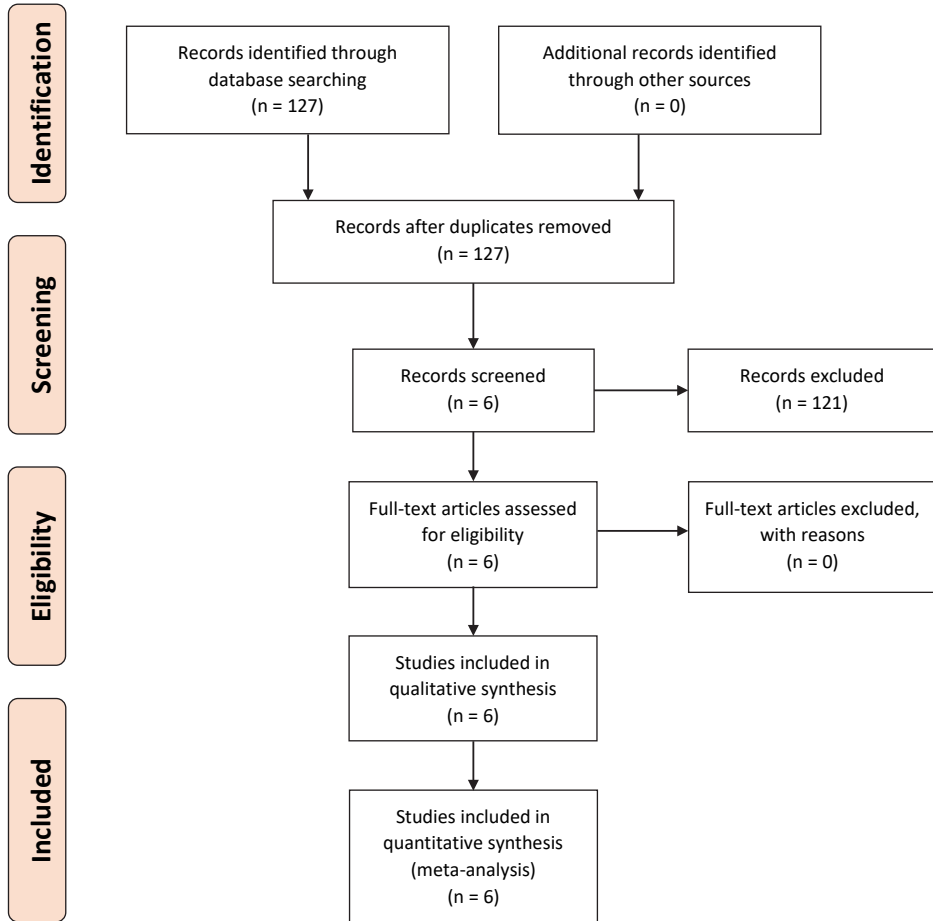 Identification
Records identified through
database searching
(n = 127)
Additional records identified
through other sources
(n = 0)
Records after duplicates removed
(n = 127)
Screening
Records screened
(n = 6)
Records excluded
(n = 121)
Eligibility
Full-text articles assessed
for eligibility
(n = 6)
Full-text articles excluded,
with reasons
(n = 0)
Studies included in
qualitative synthesis
(n = 6)
Included
Studies included in
quantitative synthesis
(meta-analysis)
(n = 6)